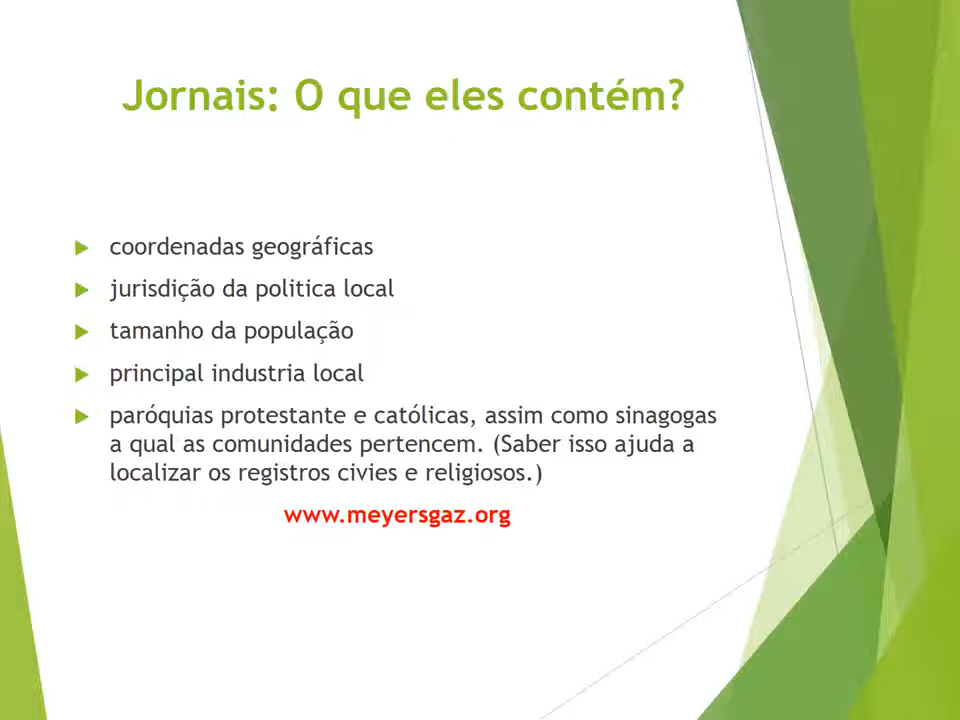 Jornais: O que eles contém?
coordenadas geográficas
jurisdição da politica local
tamanho da população
principal industria local
paróquias protestante e católicas, assim como sinagogas
a qual as comunidades pertencem. (Saber isso ajuda a
localizar os registros civies e religiosos.)
www.meyersgaz.org